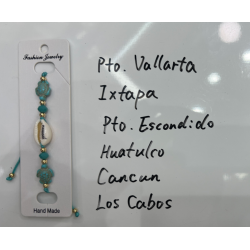 Fashion Jewelry
L
Hand Made
Pto. Vallarta
Ixtapa
Pto. Escondido
Huatulco
Cancun
Los Cabos